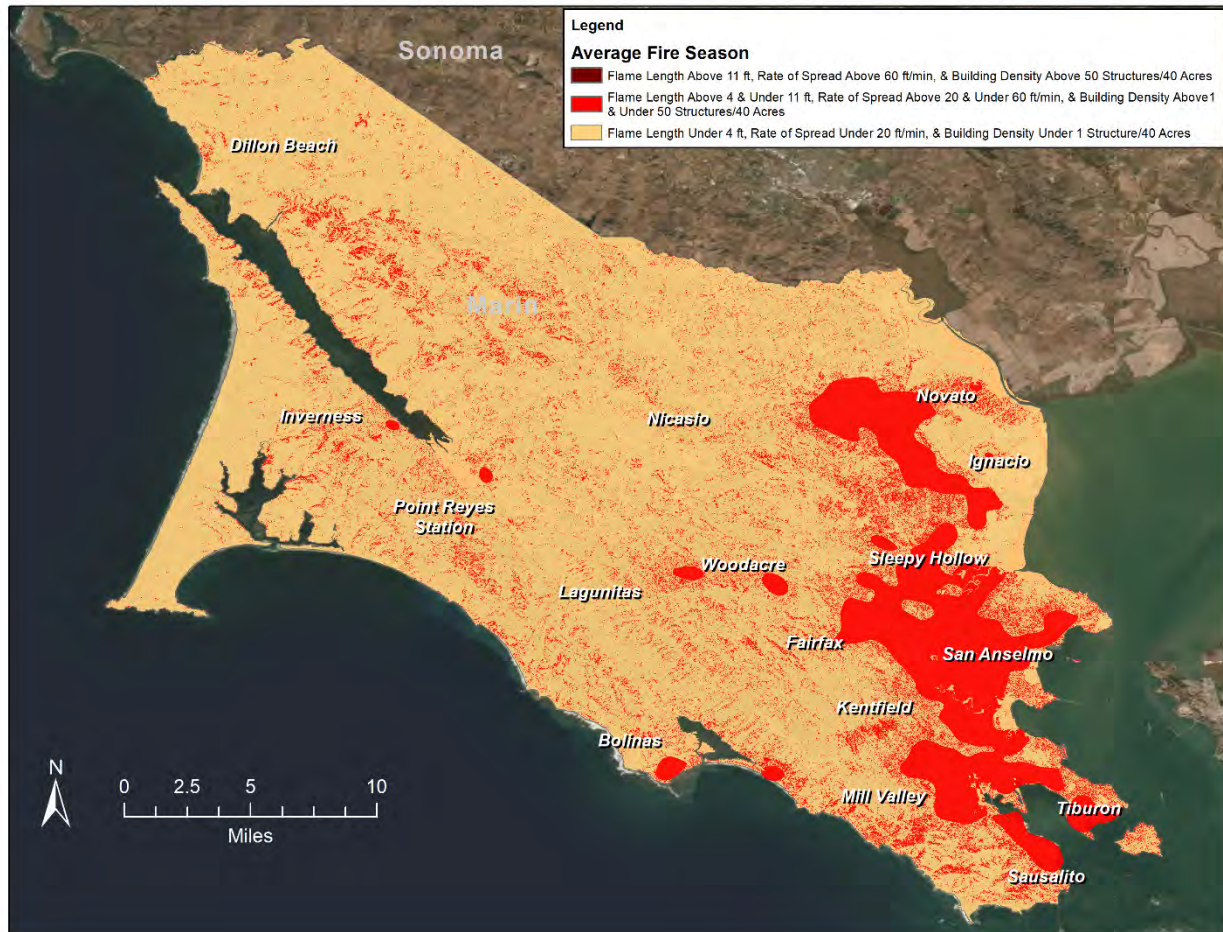 Legend
Average Fire Season
Flame Length Above 11 ft, Rate of Spread Above 60 ft/min, & Building Density Above 50 Structures/40 Acres
Flame Length Above 4 & Under 11 ft, Rate of Spread Above 20 & Under 60 ft/min, & Building Density Above1
& Under 50 Structures/40 Acres
Flame Length Under 4 ft, Rate of Spread Under 20 ft/min, & Building Density Under 1 Structure/40 Acres
Sonoma
Dillon Beach
Marin
Inverness
Nicasio
Novato
Ignacio
Point Reyes
Station
Sleepy Hollow
Woodacre
Lagunitas
Fairfax
San Anselmo
Kentfield
Bolinas
Mill Valley
Tiburon
Sausalito
N
0 2.5 5 10
Miles